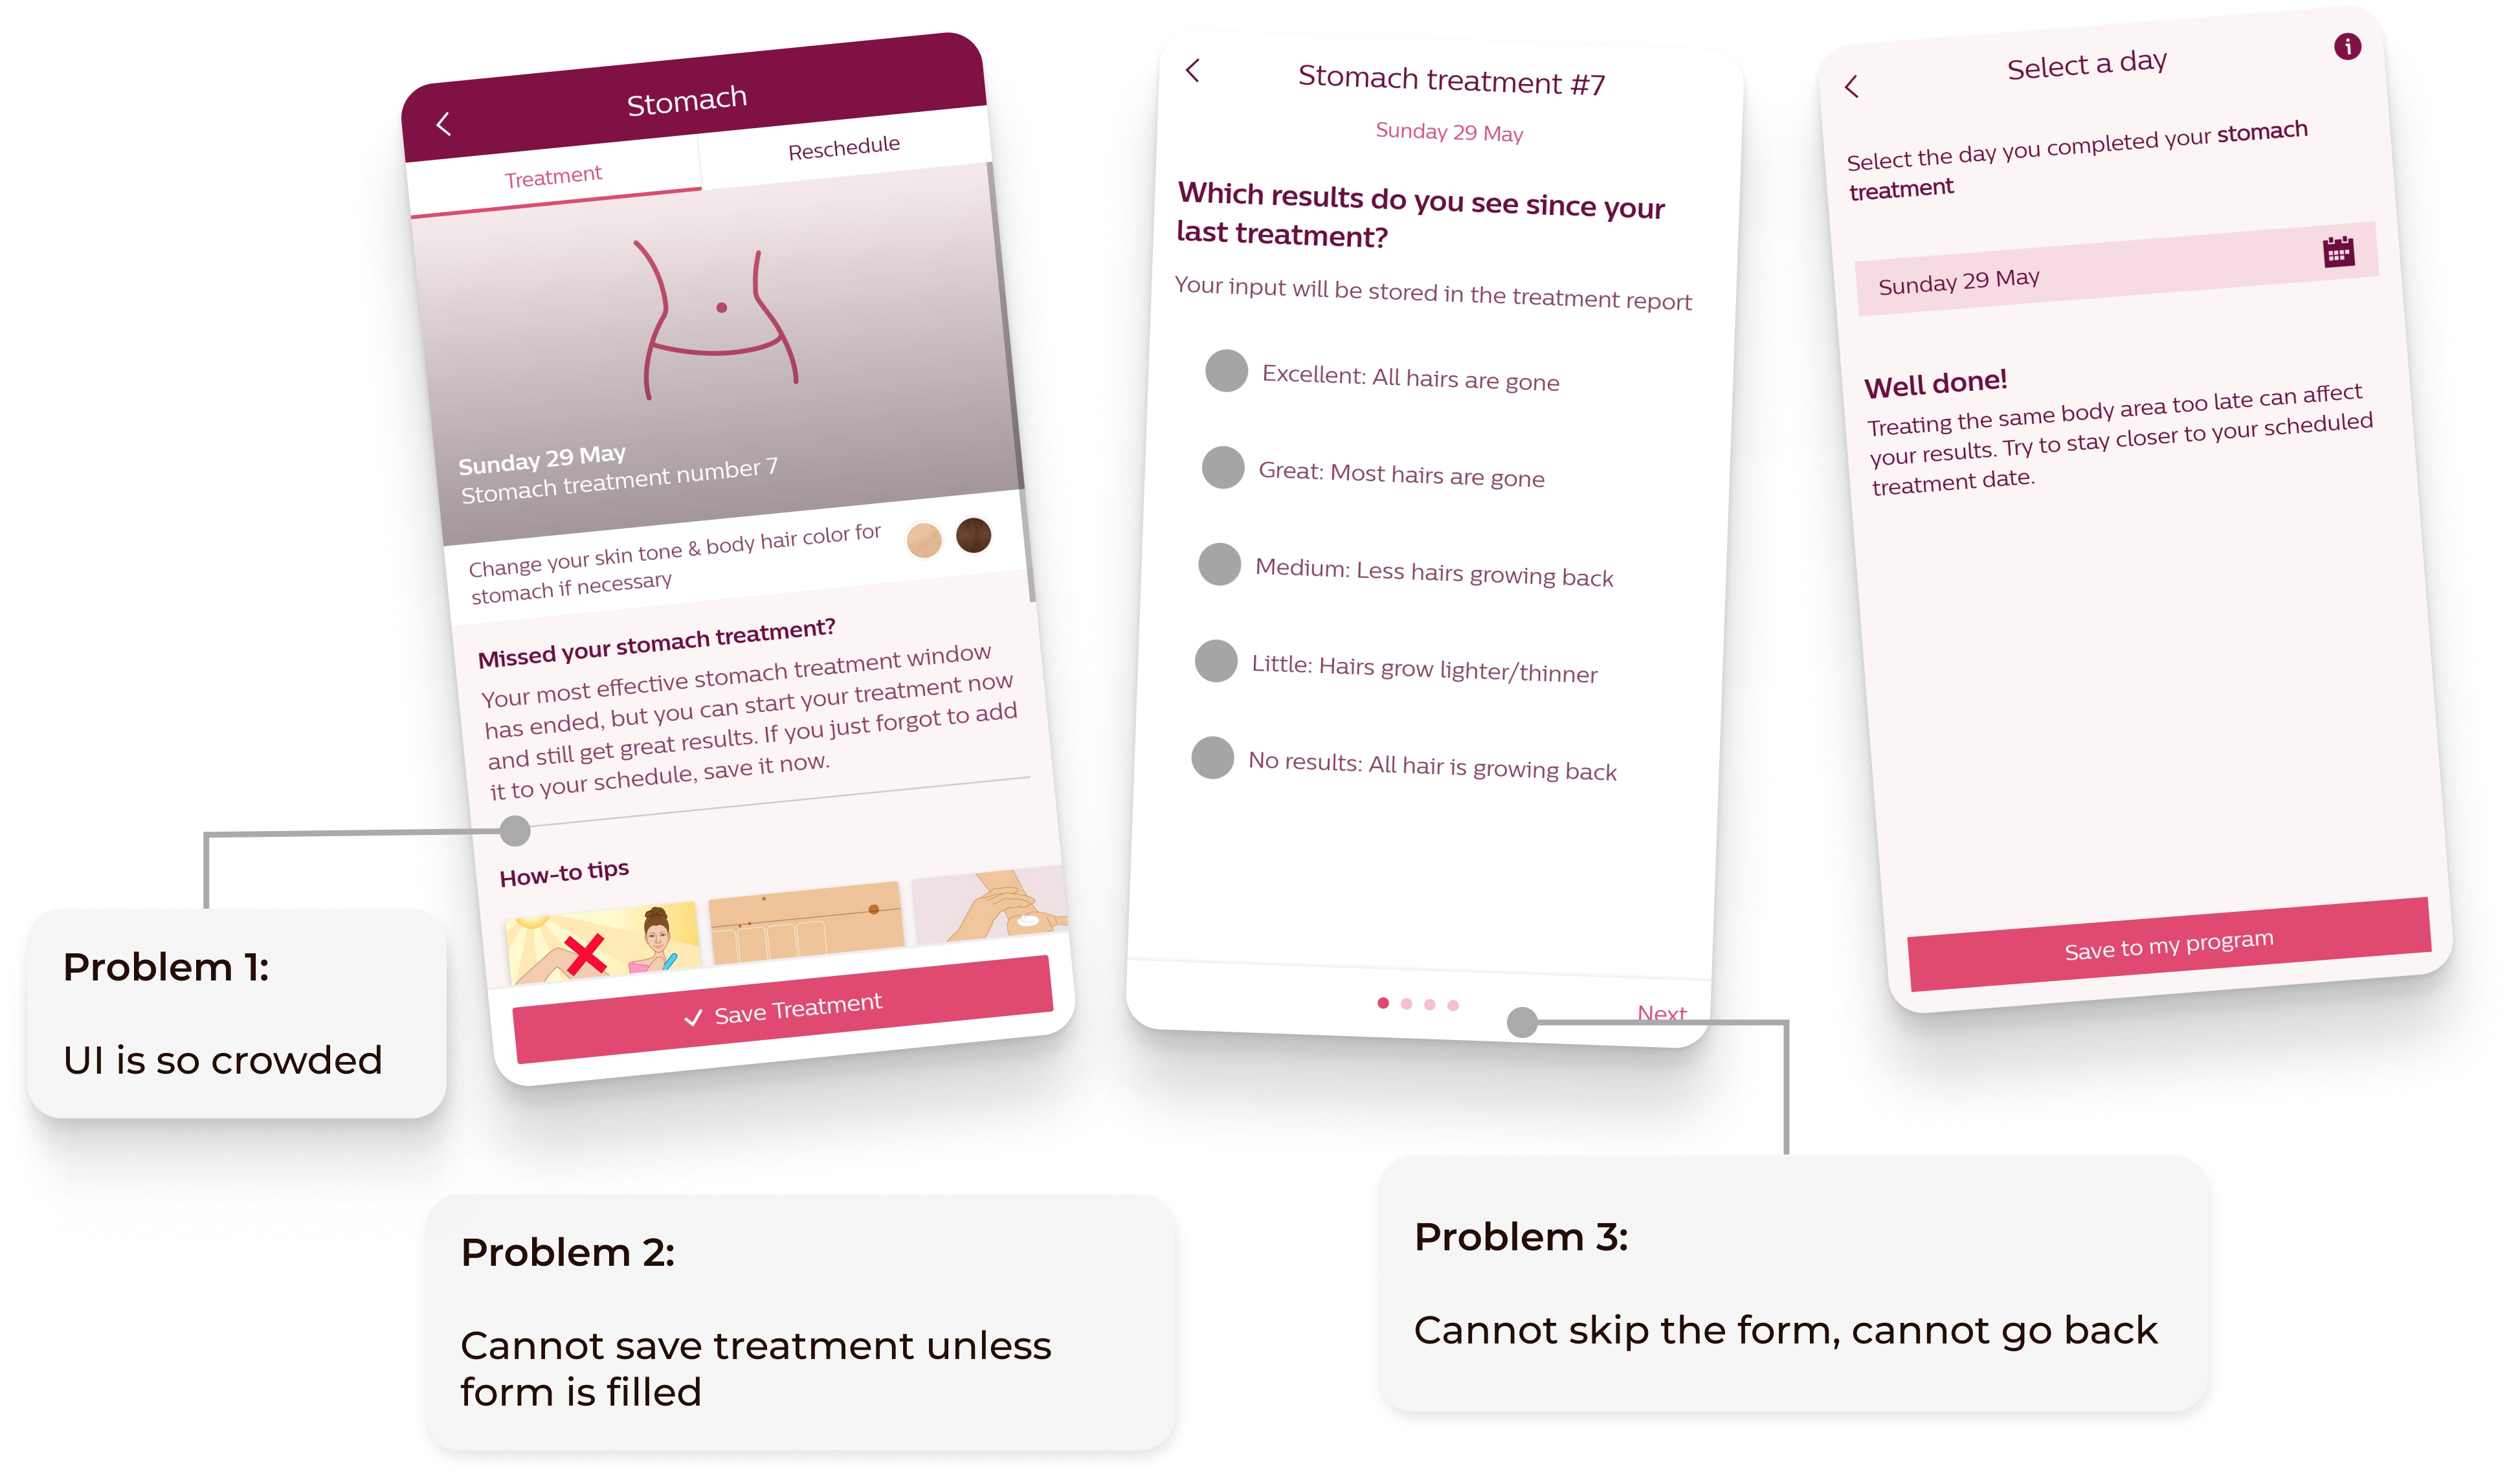 Stomach
Treatment
Reschedule
Sunday 29 May
Stomach treatment number 7
Change your skin tone & body hair color for
stomach if necessary
Missed your stomach treatment?
Your most effective stomach treatment window
has ended, but you can start your treatment now
and still get great results. If you just forgot to add
it to your schedule, save it now.
How-to tips
Save Treatment
Stomach treatment #7
Sunday 29 May
Which results do you see since your
last treatment?
Your input will be stored in the treatment report
Excellent: All hairs are gone
Great: Most hairs are gone
Medium: Less hairs growing back
Little: Hairs grow lighter/thinner
No results: All hair is growing back
Next
Select a day
Select the day you completed your stomach
treatment
Sunday 29 May
Well done!
Treating the same body area too late can affect
your results. Try to stay closer to your scheduled
treatment date.
Save to my program
Problem 1:
UI is so crowded
Problem 2:
Cannot save treatment unless
form is filled
Problem 3:
Cannot skip the form, cannot go back